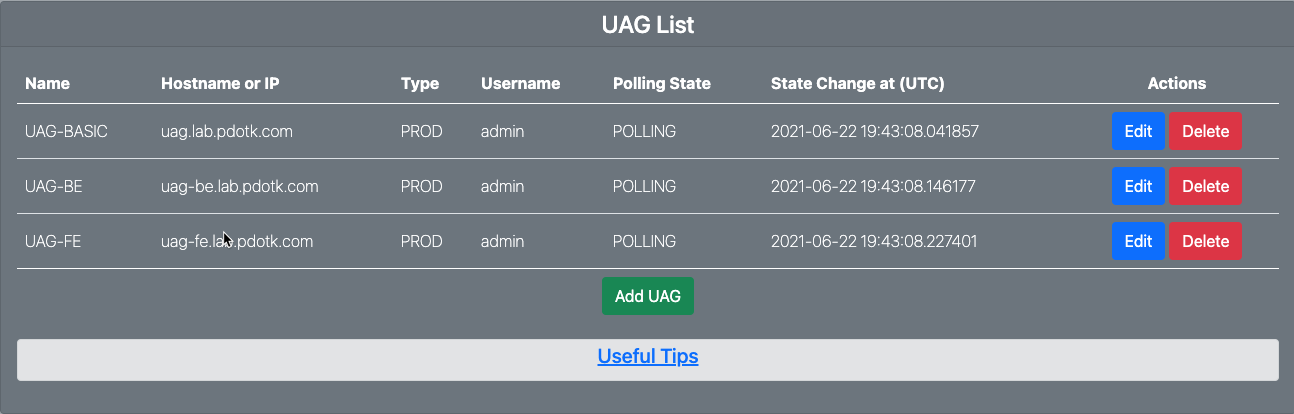 UAG List
Name Hostname or IP Type Username Polling State State Change at (UTC) Actions
UAG-BASIC uag.lab.pdotk.com PROD admin POLLING 2021-06-22 19:43:08.041857 Edit Delete
UAG-BE uag-be.lab.pdotk.com PROD admin POLLING 2021-06-22 19:43:08.146177 Edit Delete
UAG-FE uag-fe.lab.pdotk.com PROD admin POLLING 2021-06-22 19:43:08.227401 Edit Delete
Add UAG
Useful Tips